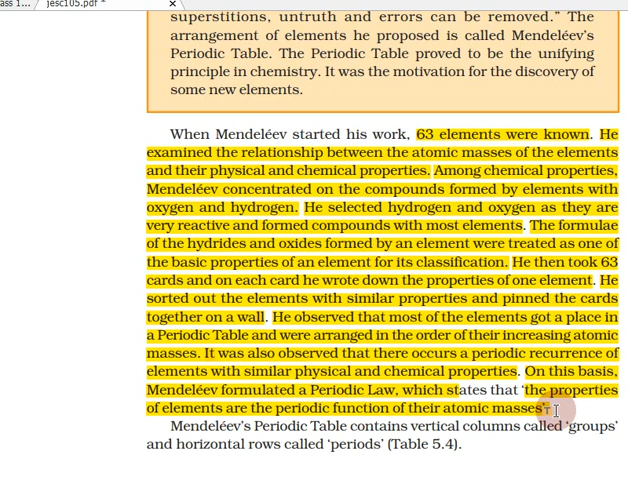 ass 1... jesc105.pdf * ×
superstitions, untruth and errors can be removed." The
arrangement of elements he proposed is called Mendeléev's
Periodic Table. The Periodic Table proved to be the unifying
principle in chemistry. It was the motivation for the discovery of
some new elements.
When Mendeléev started his work, 63 elements were known. He
examined the relationship between the atomic masses of the elements
and their physical and chemical properties. Among chemical properties,
Mendeléev concentrated on the compounds formed by elements with
oxygen and hydrogen. He selected hydrogen and oxygen as they are
very reactive and formed compounds with most elements. The formulae
of the hydrides and oxides formed by an element were treated as one of
the basic properties of an element for its classification. He then took 63
cards and on each card he wrote down the properties of one element. He
sorted out the elements with similar properties and pinned the cards
together on a wall. He observed that most of the elements got a place in
a Periodic Table and were arranged in the order of their increasing atomic
masses. It was also observed that there occurs a periodic recurrence of
elements with similar physical and chemical properties. On this basis,
Mendeléev formulated a Periodic Law, which states that 'the properties
of elements are the periodic function of their atomic masses'.
Mendeléev's Periodic Table contains vertical columns called 'groups'
and horizontal rows called 'periods' (Table 5.4).